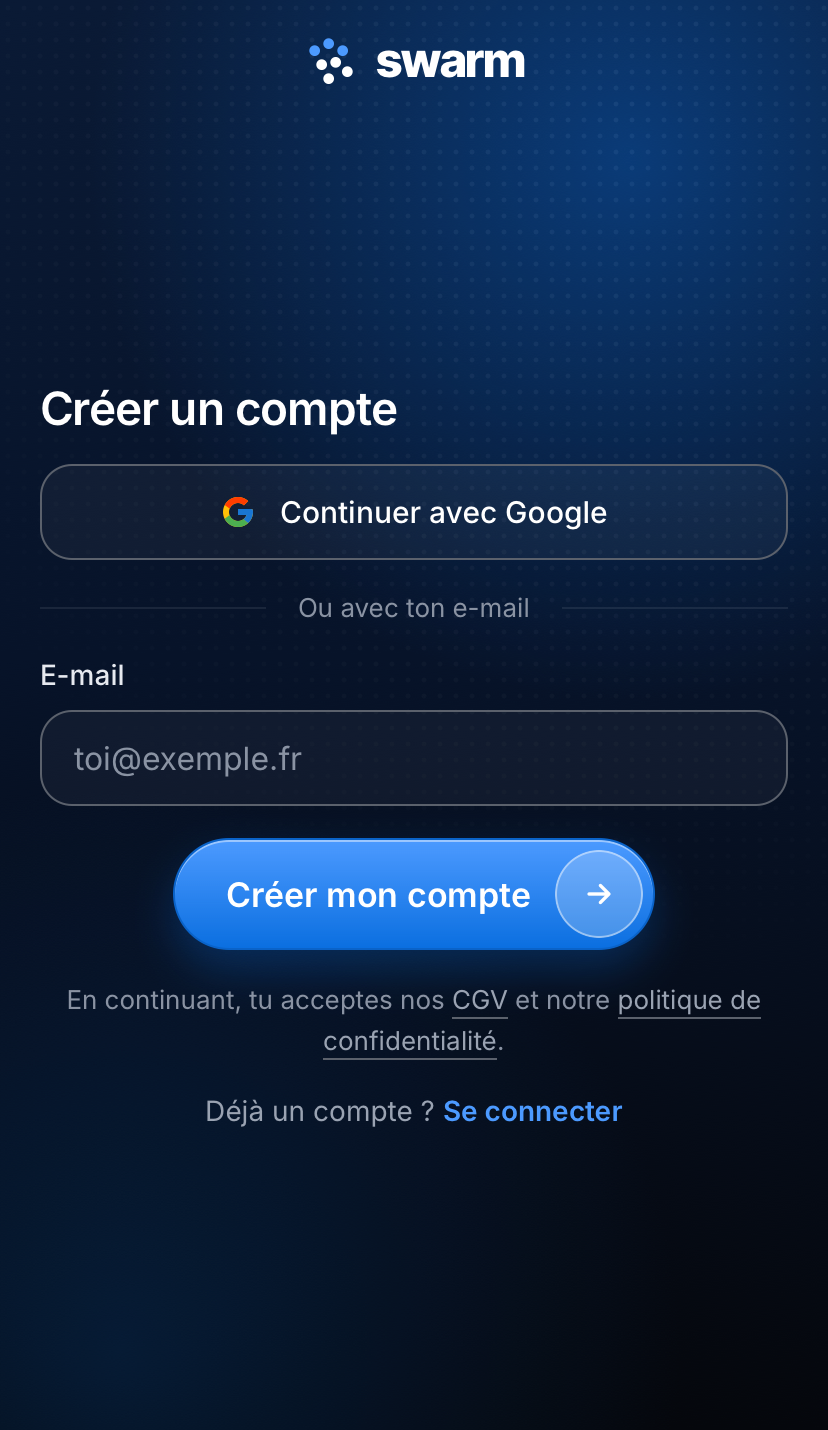 swarm
Créer un compte
Continuer avec Google
Ou avec ton e-mail
E-mail
toi@exemple.fr
Créer mon compte
En continuant, tu acceptes nos CGV et notre politique de
confidentialité.
Déjà un compte ? Se connecter